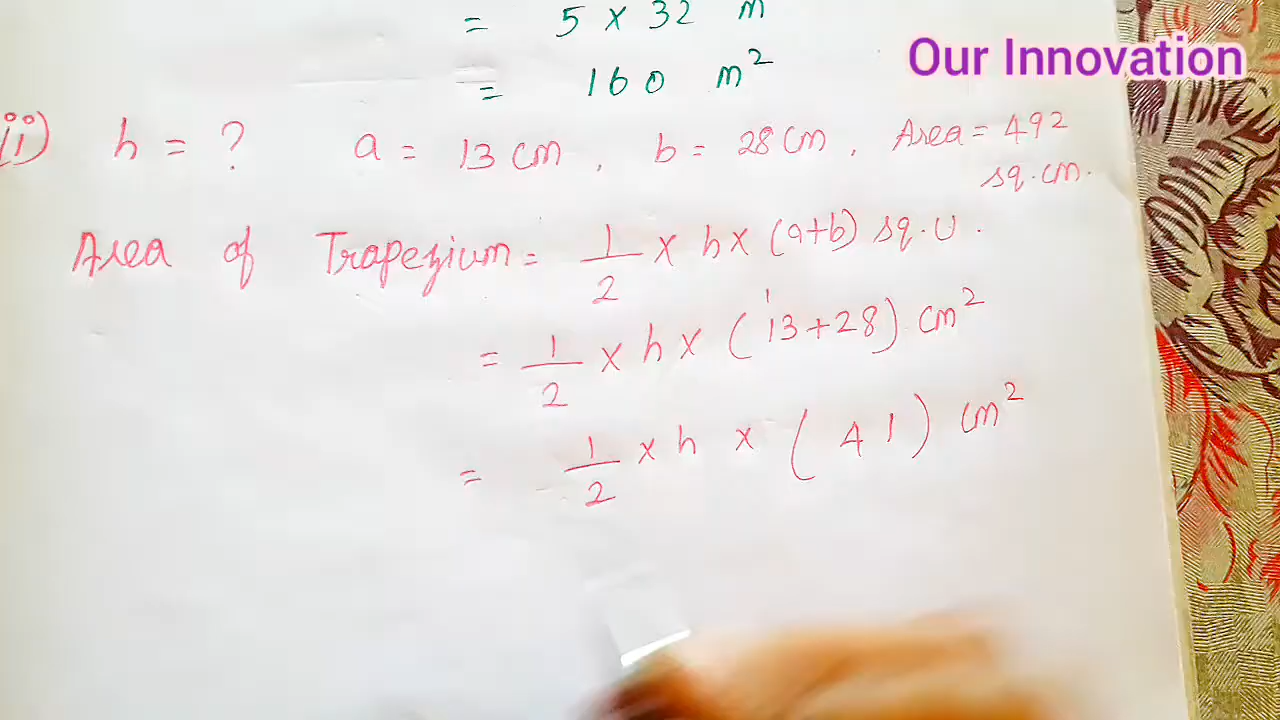 = 5 x 32 m
Our Innovation
= 160 m²
ii) h = ? a = 13 cm , b = 28 cm , Area = 492
sq.cm.
Area of Trapezium = 1/2 x h x (a+b) sq.u.
= 1/2 x h x (13+28) cm²
= 1/2 x h x (41) cm²